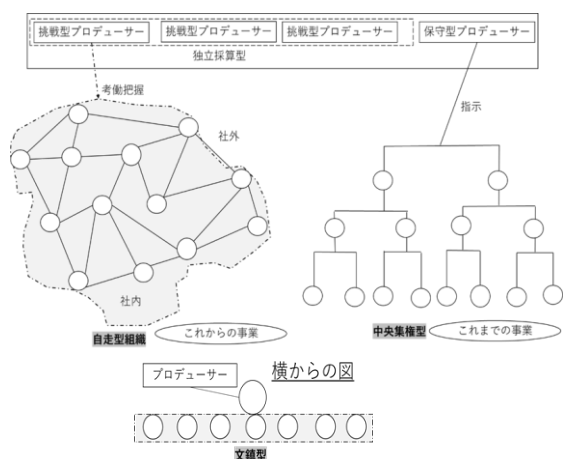 挑戦型プロデューサー
挑戦型プロデューサー
挑戦型プロデューサー
保守型プロデューサー
独立採算型
考働把握
社外
指示
社内
自走型組織
これからの事業
中央集権型
これまでの事業
プロデューサー
横からの図
文鎮型